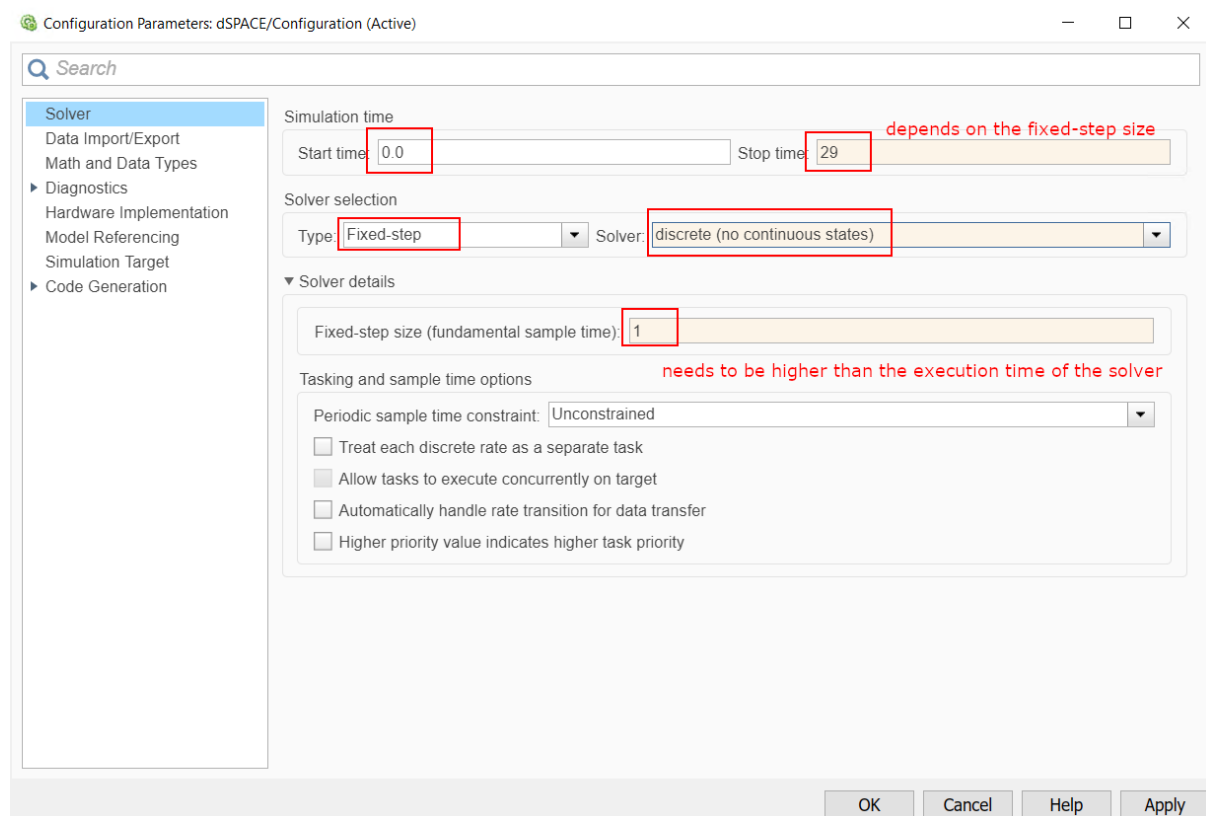 Configuration Parameters: dSPACE/Configuration (Active)
Search
Solver
Data Import/Export
Math and Data Types
Diagnostics
Hardware Implementation
Model Referencing
Simulation Target
Code Generation
Simulation time
depends on the fixed-step size
Start time: 0.0 Stop time: 29
Solver selection
Type: Fixed-step Solver: discrete (no continuous states)
Solver details
Fixed-step size (fundamental sample time): 1
needs to be higher than the execution time of the solver
Tasking and sample time options
Periodic sample time constraint: Unconstrained
Treat each discrete rate as a separate task
Allow tasks to execute concurrently on target
Automatically handle rate transition for data transfer
Higher priority value indicates higher task priority
OK Cancel Help Apply